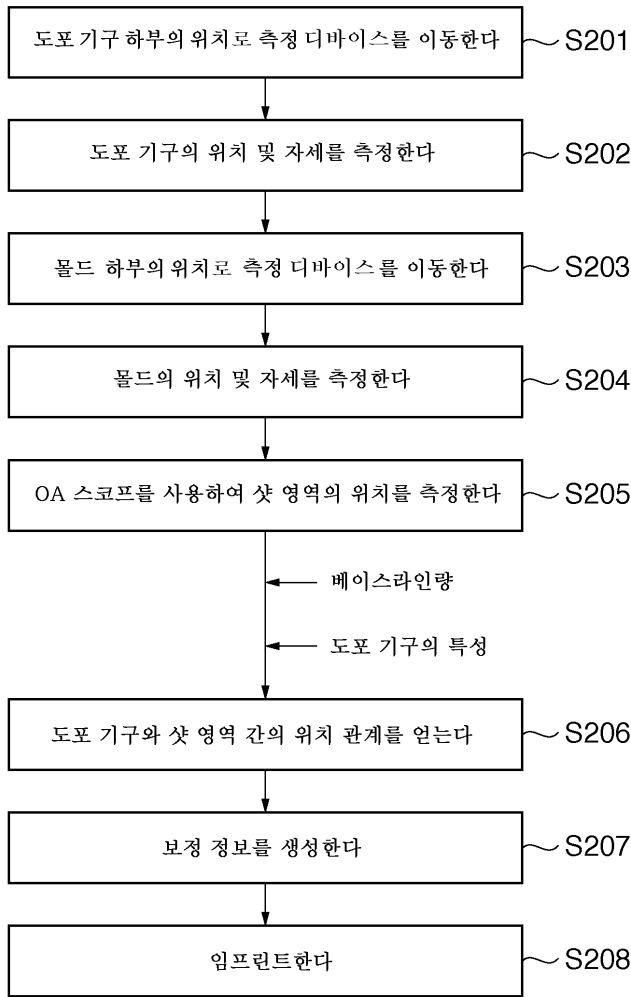 도포 기구 하부의 위치로 측정 디바이스를 이동한다 S201
도포 기구의 위치 및 자세를 측정한다 S202
몰드 하부의 위치로 측정 디바이스를 이동한다 S203
몰드의 위치 및 자세를 측정한다 S204
OA 스코프를 사용하여 샷 영역의 위치를 측정한다 S205
베이스라인량
도포 기구의 특성
도포 기구와 샷 영역 간의 위치 관계를 얻는다 S206
보정 정보를 생성한다 S207
임프린트한다 S208